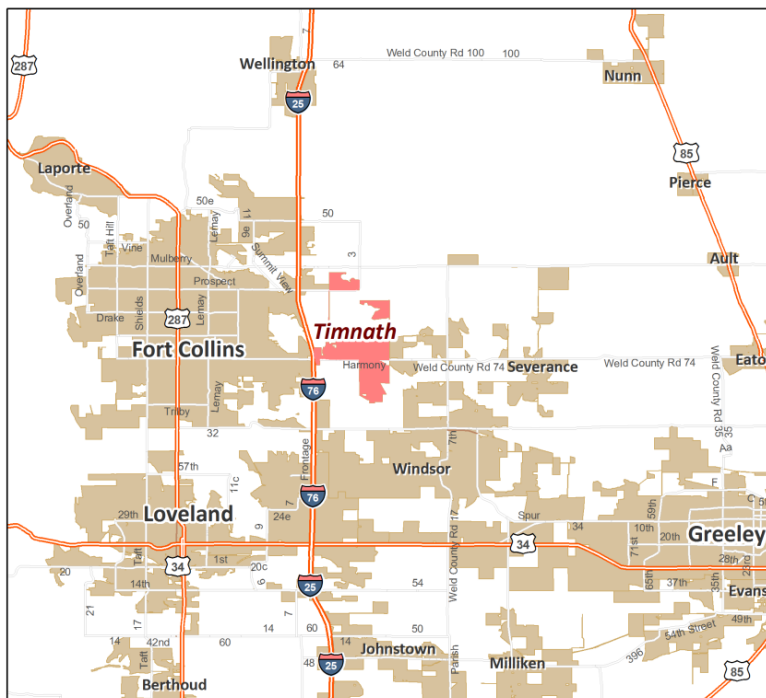 7
Weld County Rd 100
100
Wellington
64
287
Nunn
25
85
Laporte
Pierce
Overland
50e
Lemay
11
50
50
Taft Hill
9e
Vine
Summit View
3
Mulberry
Ault
Overland
Prospect
Drake
Shields
Lemay
287
Timnath
Fort Collins
Harmony
Weld County Rd 74
Severance
Weld County Rd 74
Eato
76
Lemay
Weld County Rd 35
Trilby
32
7th
35
Aa
Frontage
Windsor
57th
11c
76
F
7
59th
C
29th
Loveland
9
24e
Spur
34
10th
Greeley
Weld County Rd 17
71st
20th
Taft
34
1st
34
28th
23rd
20
20c
14th
9
25
54
65th
37th
35th
Evans
21
17
7
49th
14
42nd
60
14
60
14
50
54th Street
Taft
48
25
Johnstown
Parish
Milliken
396
85
Berthoud